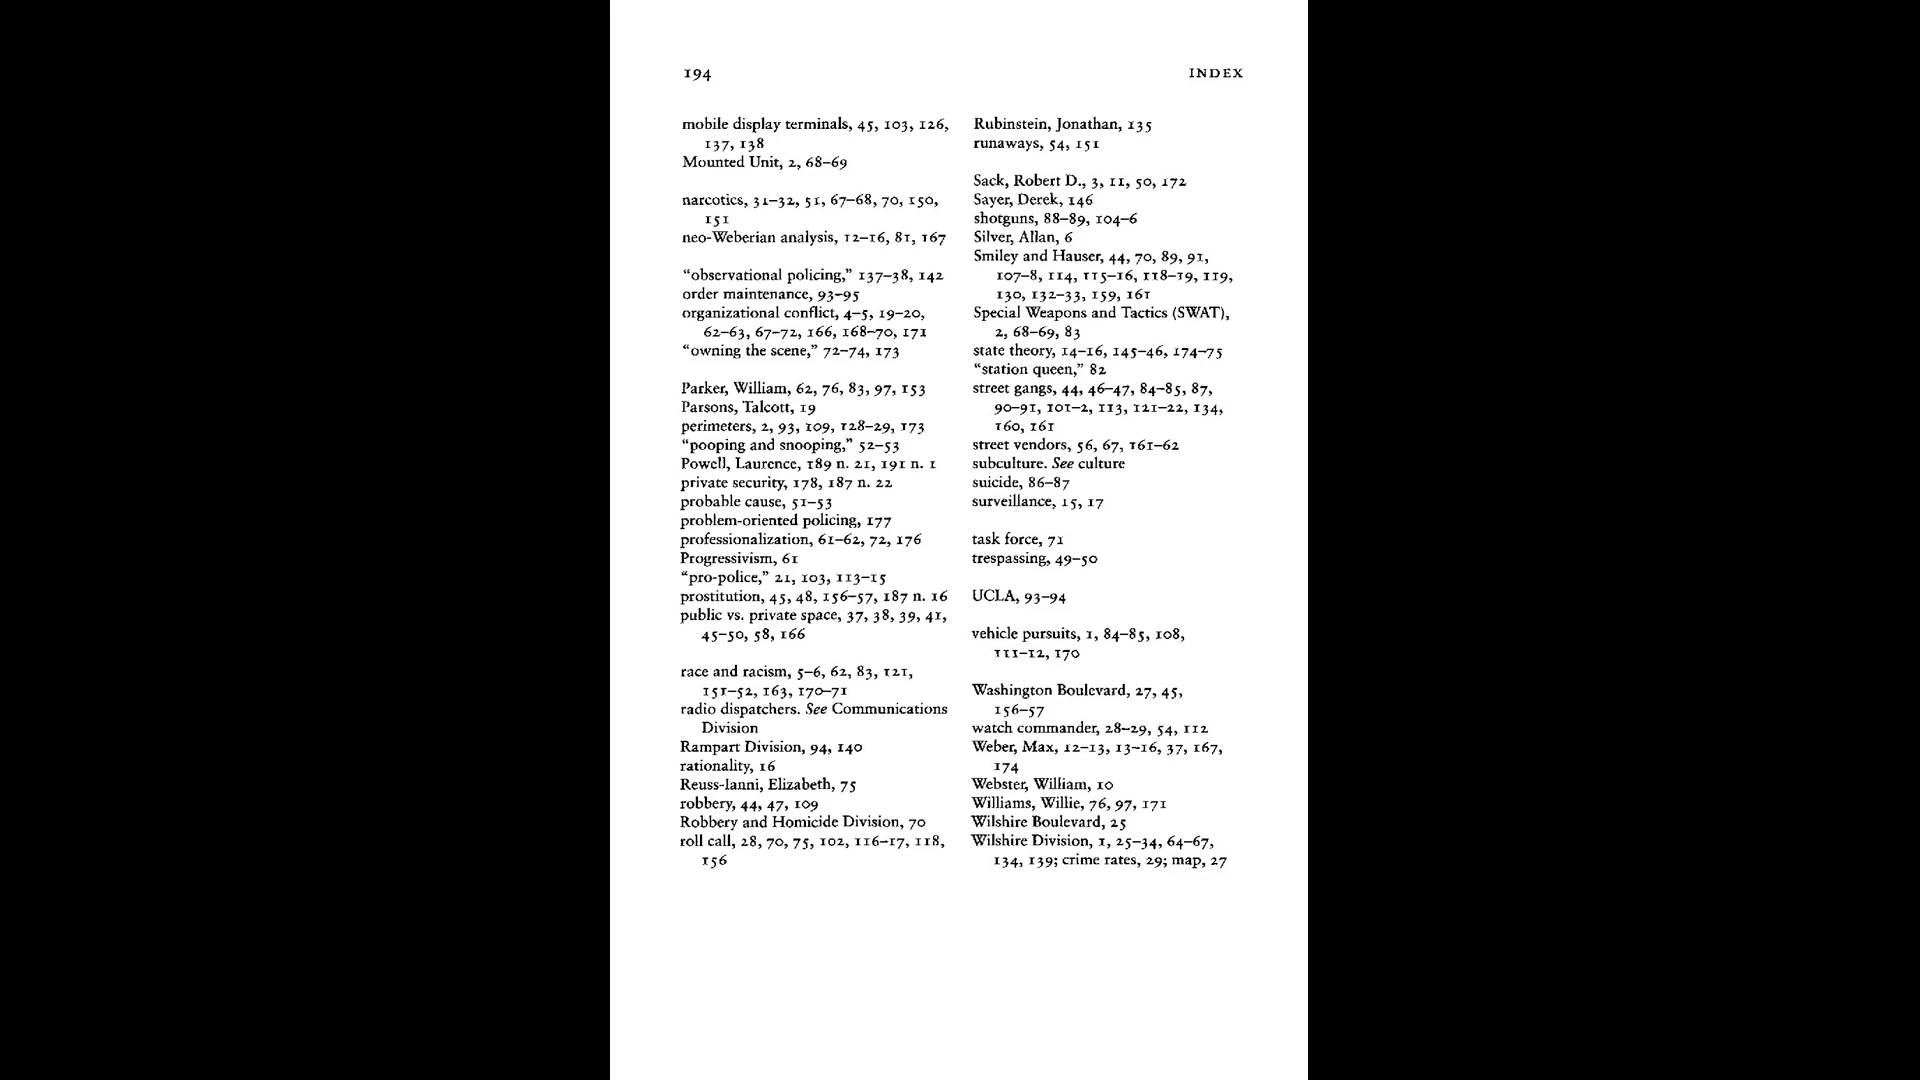 194
INDEX
mobile display terminals, 45, 103, 126,
137, 138
Mounted Unit, 2, 68–69
narcotics, 31–32, 51, 67–68, 70, 150,
151
neo-Weberian analysis, 12–16, 81, 167
“observational policing,” 137–38, 142
order maintenance, 93–95
organizational conflict, 4–5, 19–20,
62–63, 67–72, 166, 168–70, 171
“owning the scene,” 72–74, 173
Parker, William, 62, 76, 83, 97, 153
Parsons, Talcott, 19
perimeters, 2, 93, 109, 128–29, 173
“pooping and snooping,” 52–53
Powell, Laurence, 189 n. 21, 191 n. 1
private security, 178, 187 n. 22
probable cause, 51–53
problem-oriented policing, 177
professionalization, 61–62, 72, 176
Progressivism, 61
“pro-police,” 21, 103, 113–15
prostitution, 45, 48, 156–57, 187 n. 16
public vs. private space, 37, 38, 39, 41,
45–50, 58, 166
race and racism, 5–6, 62, 83, 121,
151–52, 163, 170–71
radio dispatchers. See Communications
Division
Rampart Division, 94, 140
rationality, 16
Reuss-Ianni, Elizabeth, 75
robbery, 44, 47, 109
Robbery and Homicide Division, 70
roll call, 28, 70, 75, 102, 116–17, 118,
156
Rubinstein, Jonathan, 135
runaways, 54, 151
Sack, Robert D., 3, 11, 50, 172
Sayer, Derek, 146
shotguns, 88–89, 104–6
Silver, Allan, 6
Smiley and Hauser, 44, 70, 89, 91,
107–8, 114, 115–16, 118–19, 119,
130, 132–33, 159, 161
Special Weapons and Tactics (SWAT),
2, 68–69, 83
state theory, 14–16, 145–46, 174–75
“station queen,” 82
street gangs, 44, 46–47, 84–85, 87,
90–91, 101–2, 113, 121–22, 134,
160, 161
street vendors, 56, 67, 161–62
subculture. See culture
suicide, 86–87
surveillance, 15, 17
task force, 71
trespassing, 49–50
UCLA, 93–94
vehicle pursuits, 1, 84–85, 108,
111–12, 170
Washington Boulevard, 27, 45,
156–57
watch commander, 28–29, 54, 112
Weber, Max, 12–13, 13–16, 37, 167,
174
Webster, William, 10
Williams, Willie, 76, 97, 171
Wilshire Boulevard, 25
Wilshire Division, 1, 25–34, 64–67,
134, 139; crime rates, 29; map, 27